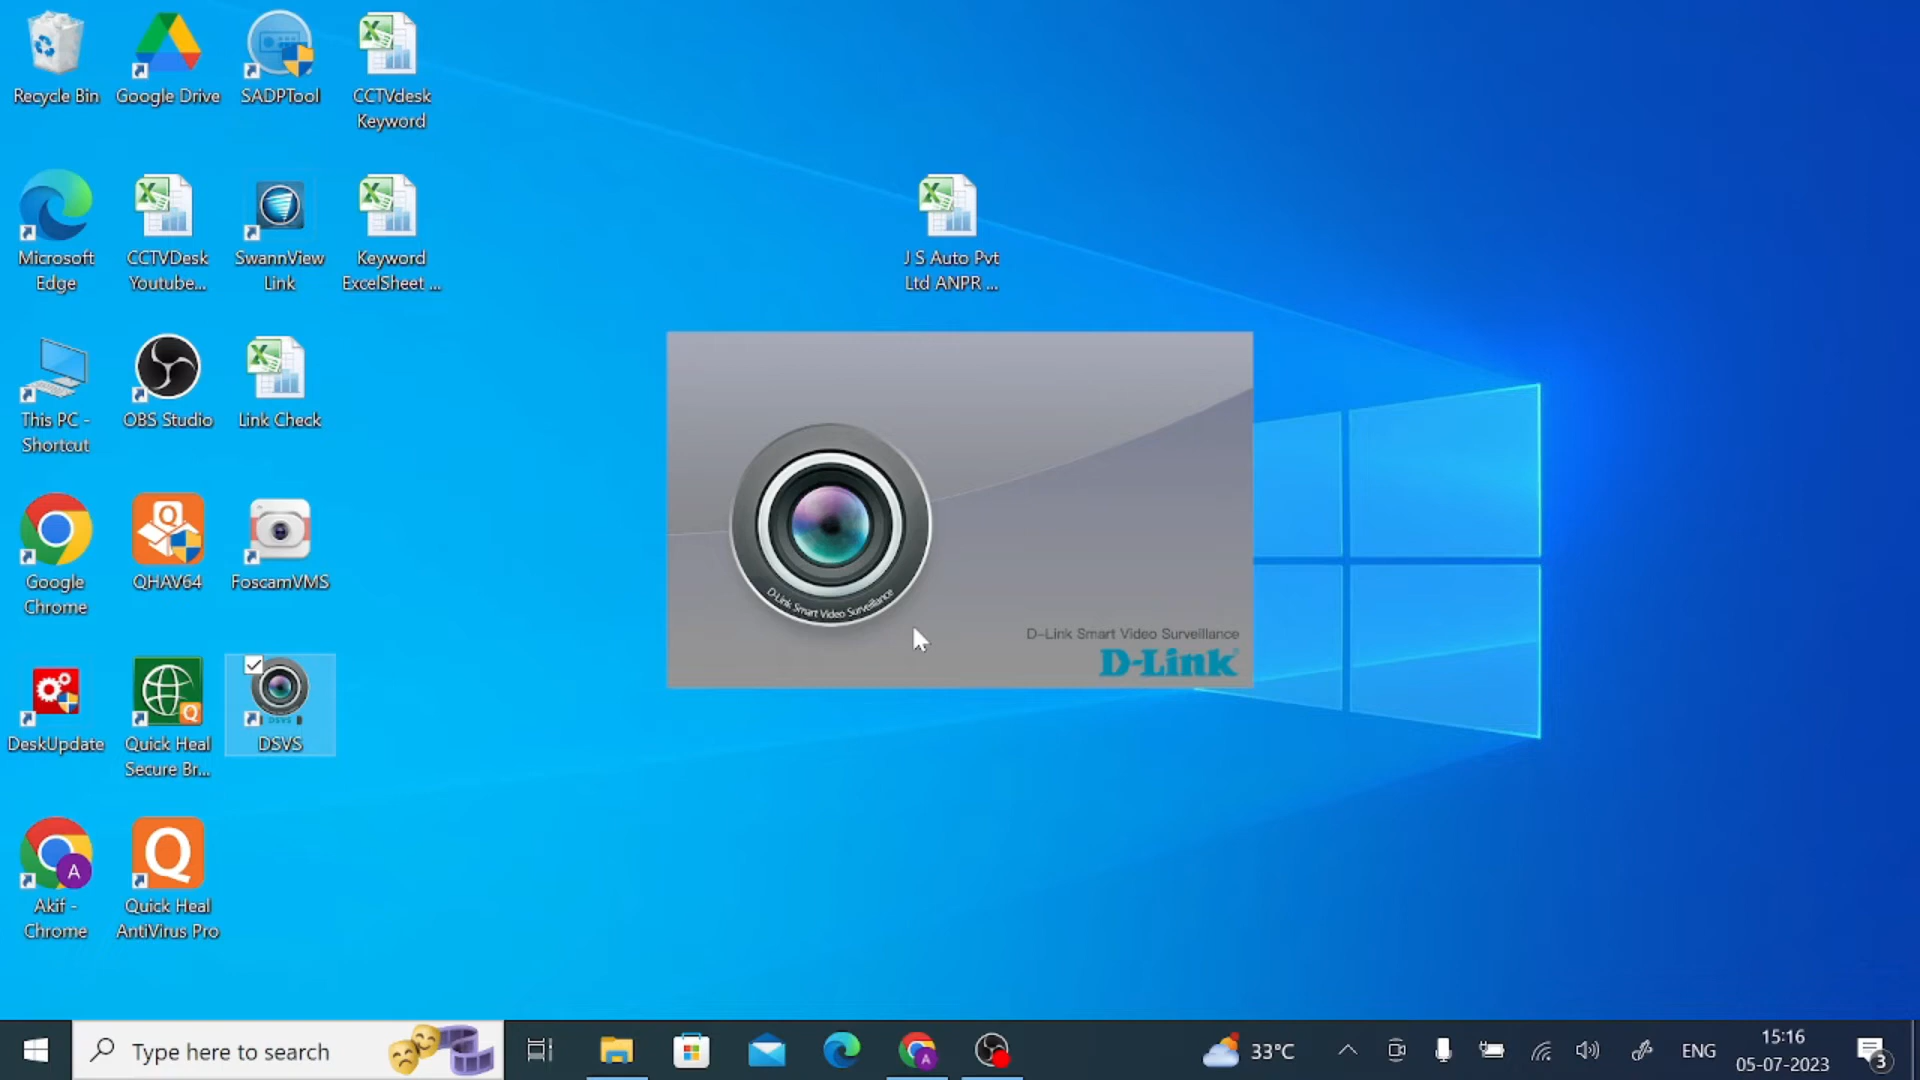 Recycle Bin
Google Drive
SADPTool
CCTVdesk
Keyword
Microsoft
Edge
CCTVDesk
Youtube...
SwannView
Link
Keyword
ExcelSheet ...
J S Auto Pvt
Ltd ANPR ...
This PC -
Shortcut
OBS Studio
Link Check
Google
Chrome
QHAV64
FoscamVMS
DeskUpdate
Quick Heal
Secure Br...
DSVS
DSVS
Akif -
Chrome
Quick Heal
AntiVirus Pro
D-Link Smart Video Surveillance
D-Link Smart Video Surveillance
D-Link
Type here to search
A
33°C
ENG
15:16
05-07-2023
3